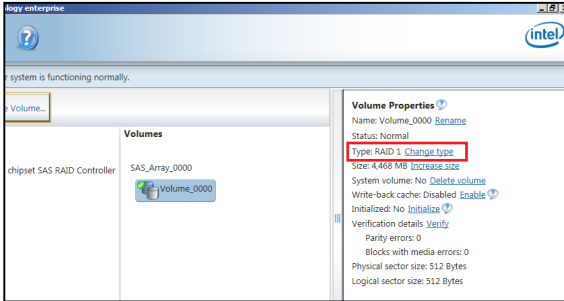 ology enterprise
intel
r system is functioning normally.
e Volume...
chipset SAS RAID Controller
Volumes
SAS_Array_0000
Volume_0000
Volume Properties
Name: Volume_0000 Rename
Status: Normal
Type: RAID 1 Change type
Size: 4,468 MB Increase size
System volume: No Delete volume
Write-back cache: Disabled Enable
Initialized: No Initialize
Verification details Verify
Parity errors: 0
Blocks with media errors: 0
Physical sector size: 512 Bytes
Logical sector size: 512 Bytes